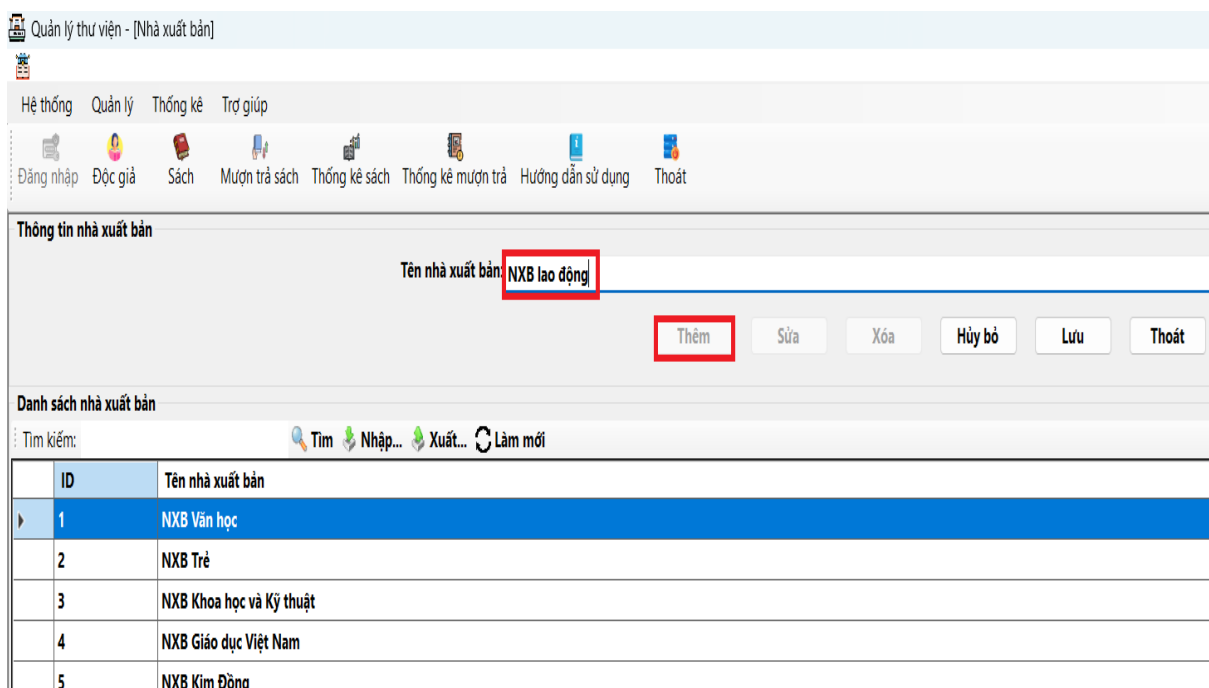 Quản lý thư viện - [Nhà xuất bản]
Hệ thống Quản lý Thống kê Trợ giúp
Đăng nhập Độc giả Sách Mượn trả sách Thống kê sách Thống kê mượn trả Hướng dẫn sử dụng Thoát
Thông tin nhà xuất bản
Tên nhà xuất bản: NXB lao động
Thêm Sửa Xóa Hủy bỏ Lưu Thoát
Danh sách nhà xuất bản
Tìm kiếm: Tìm Nhập... Xuất... Làm mới
ID Tên nhà xuất bản
1 NXB Văn học
2 NXB Trẻ
3 NXB Khoa học và Kỹ thuật
4 NXB Giáo dục Việt Nam
5 NXB Kim Đồng